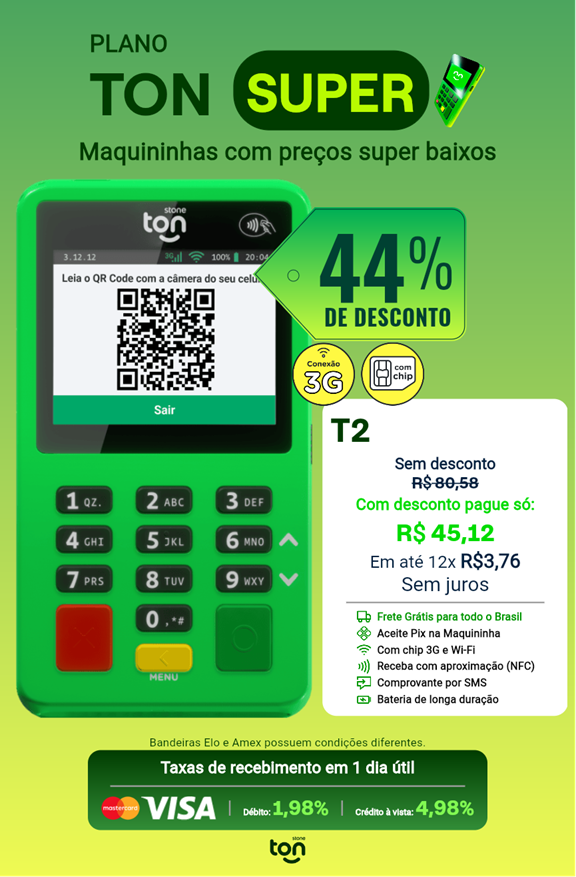 PLANO
TON SUPER
Maquininhas com preços super baixos
stone
ton
3.12.12 3G 100% 20:04
Leia o QR Code com a câmera do seu celu
Sair
44%
DE DESCONTO
Conexão
3G
com
chip
1 QZ. 2 ABC 3 DEF
4 GHI 5 JKL 6 MNO
7 PRS 8 TUV 9 WXY
0 .,*#
MENU
T2
Sem desconto
R$ 80,58
Com desconto pague só:
R$ 45,12
Em até 12x R$3,76
Sem juros
Frete Grátis para todo o Brasil
Aceite Pix na Maquininha
Com chip 3G e Wi-Fi
Receba com aproximação (NFC)
Comprovante por SMS
Bateria de longa duração
Bandeiras Elo e Amex possuem condições diferentes.
Taxas de recebimento em 1 dia útil
mastercard VISA | Débito: 1,98% | Crédito à vista: 4,98%
stone
ton